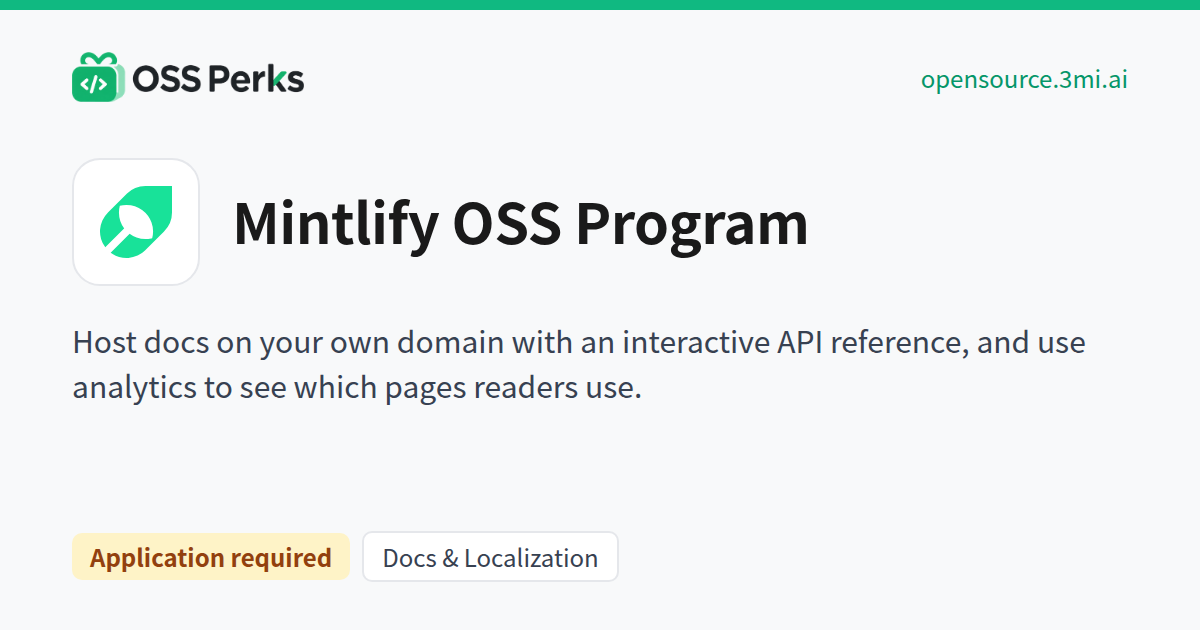 OSS Perks
opensource.3mi.ai
Mintlify OSS Program
Host docs on your own domain with an interactive API reference, and use
analytics to see which pages readers use.
Application required
Docs & Localization